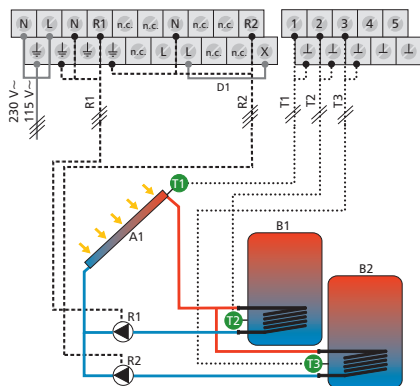 N L N R1 n.c. n.c. N n.c. n.c. R2 1 2 3 4 5
n.c. n.c. L L n.c. X
D1
230 V~
115 V~
R1
R2
T1
T2
T3
T1
A1
B1
B2
R1
T2
R2
T3